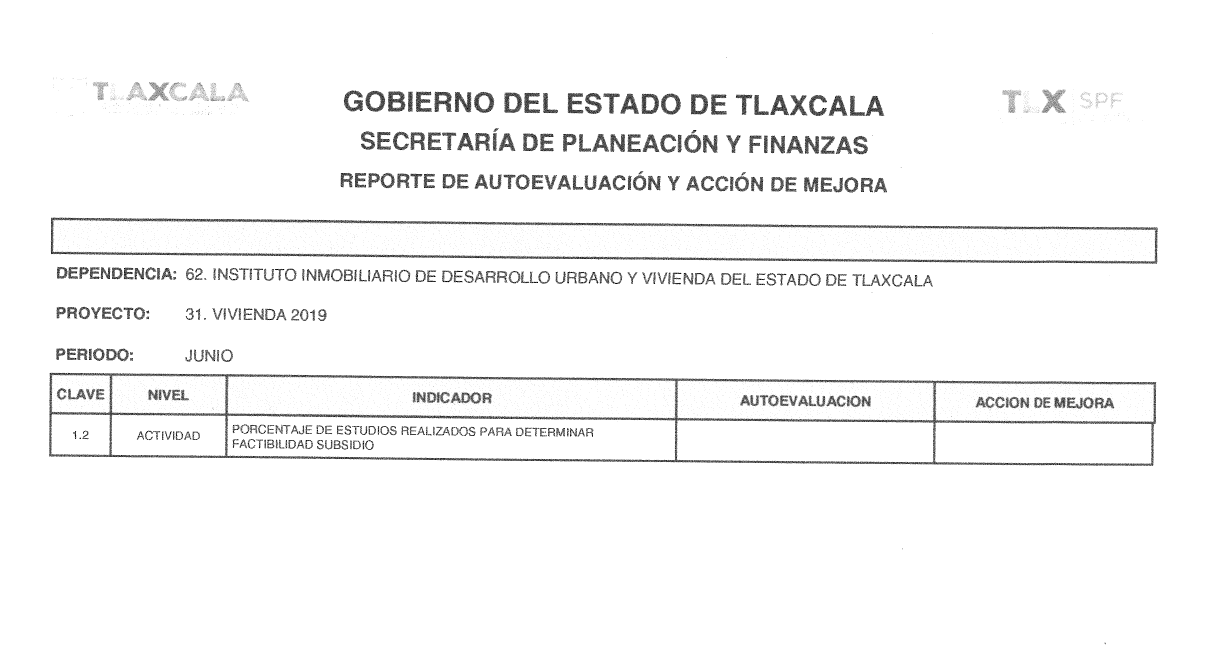 TLAXCALA
GOBIERNO DEL ESTADO DE TLAXCALA
TLX SPF
SECRETARÍA DE PLANEACIÓN Y FINANZAS
REPORTE DE AUTOEVALUACIÓN Y ACCIÓN DE MEJORA
DEPENDENCIA: 62. INSTITUTO INMOBILIARIO DE DESARROLLO URBANO Y VIVIENDA DEL ESTADO DE TLAXCALA
PROYECTO: 31. VIVIENDA 2019
PERIODO: JUNIO
CLAVE NIVEL INDICADOR AUTOEVALUACION ACCION DE MEJORA
1.2 ACTIVIDAD PORCENTAJE DE ESTUDIOS REALIZADOS PARA DETERMINAR
FACTIBILIDAD SUBSIDIO